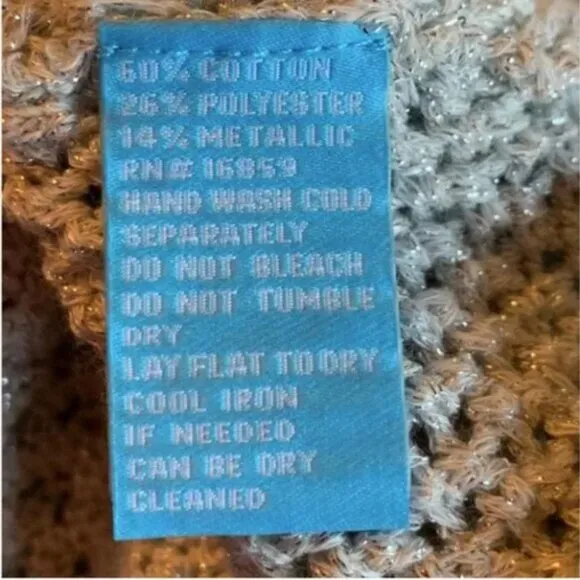 60% COTTON
26% POLYESTER
14% METALLIC
RN# 16859
HAND WASH COLD
SEPARATELY
DO NOT BLEACH
DO NOT TUMBLE
DRY
LAY FLAT TO DRY
COOL IRON
IF NEEDED
CAN BE DRY
CLEANED